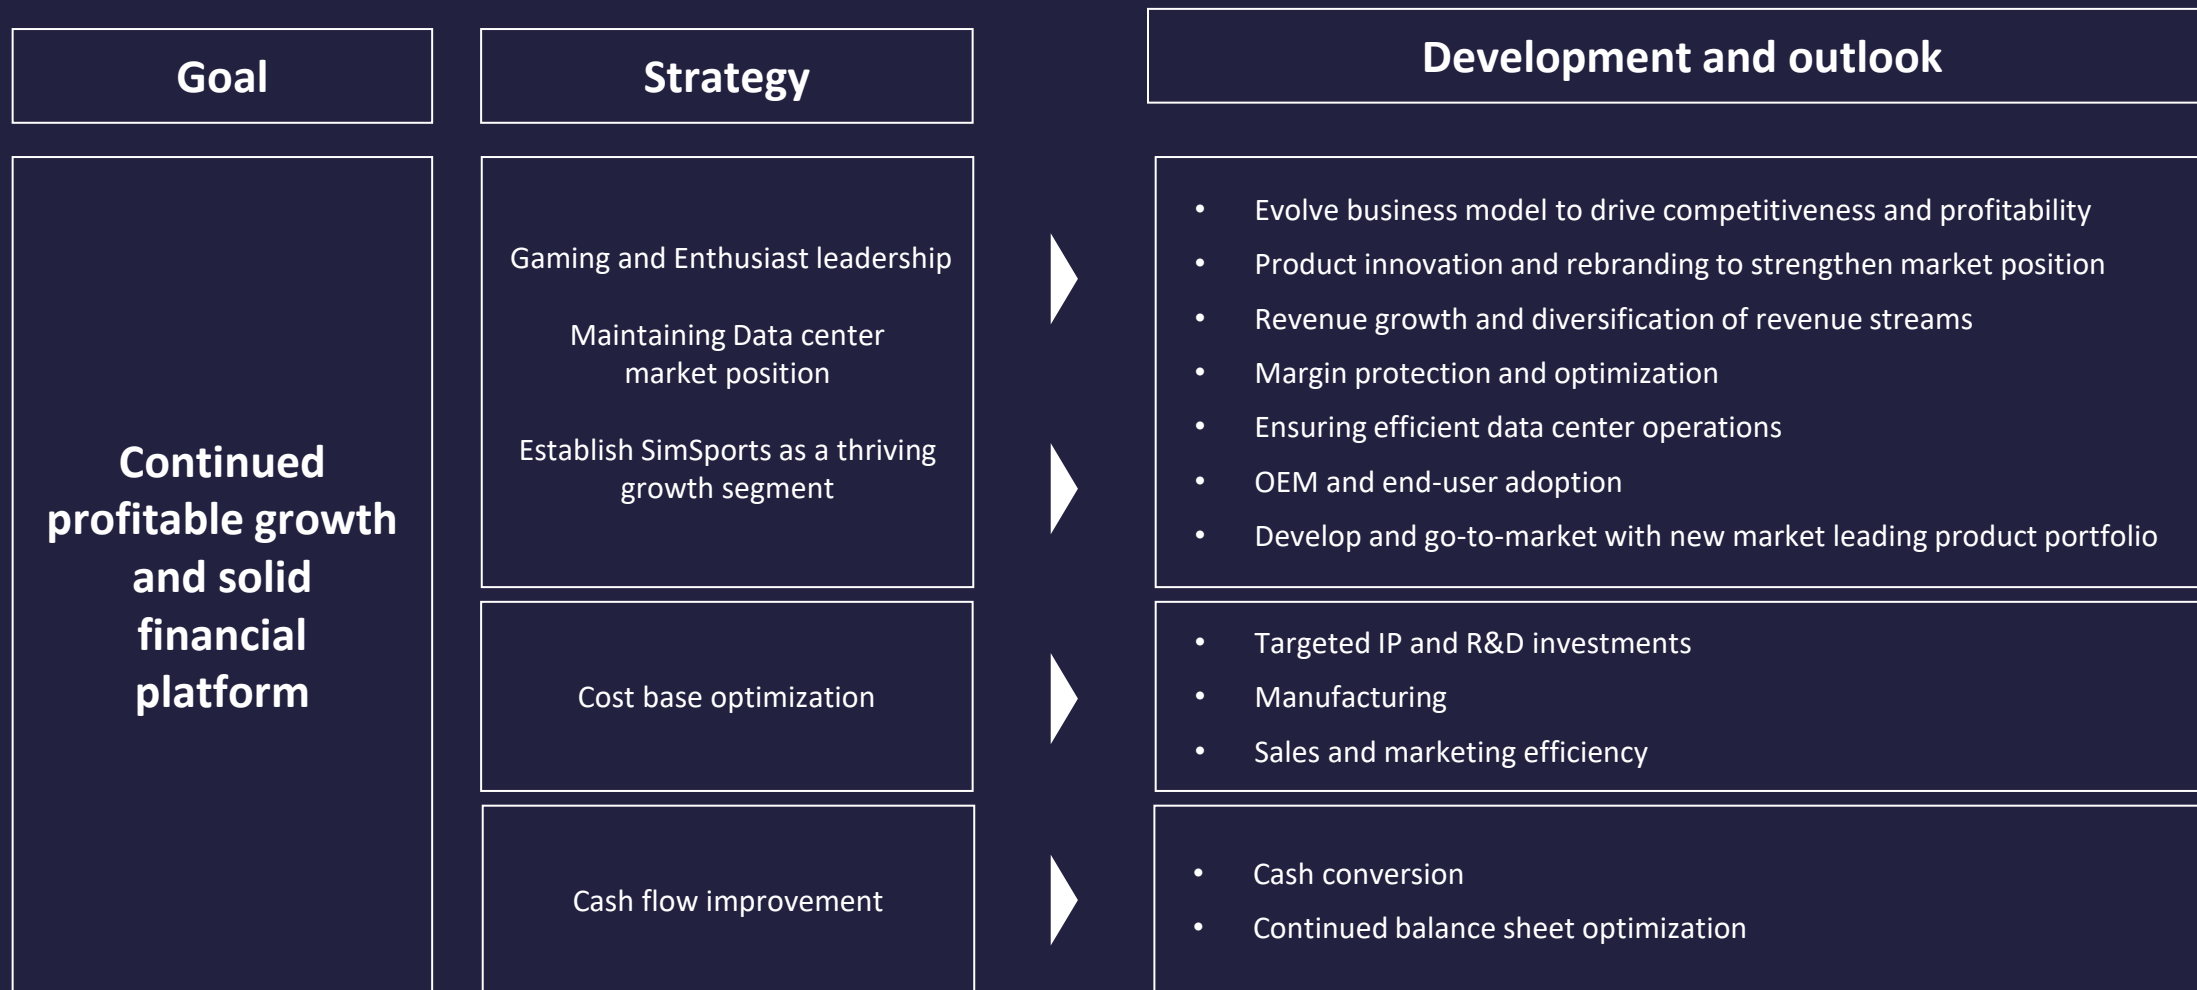 Goal
Strategy
Development and outlook
Continued
profitable growth
and solid
financial
platform
Gaming and Enthusiast leadership
Maintaining Data center
market position
Establish SimSports as a thriving
growth segment
• Evolve business model to drive competitiveness and profitability
• Product innovation and rebranding to strengthen market position
• Revenue growth and diversification of revenue streams
• Margin protection and optimization
• Ensuring efficient data center operations
• OEM and end-user adoption
• Develop and go-to-market with new market leading product portfolio
Cost base optimization
• Targeted IP and R&D investments
• Manufacturing
• Sales and marketing efficiency
Cash flow improvement
• Cash conversion
• Continued balance sheet optimization